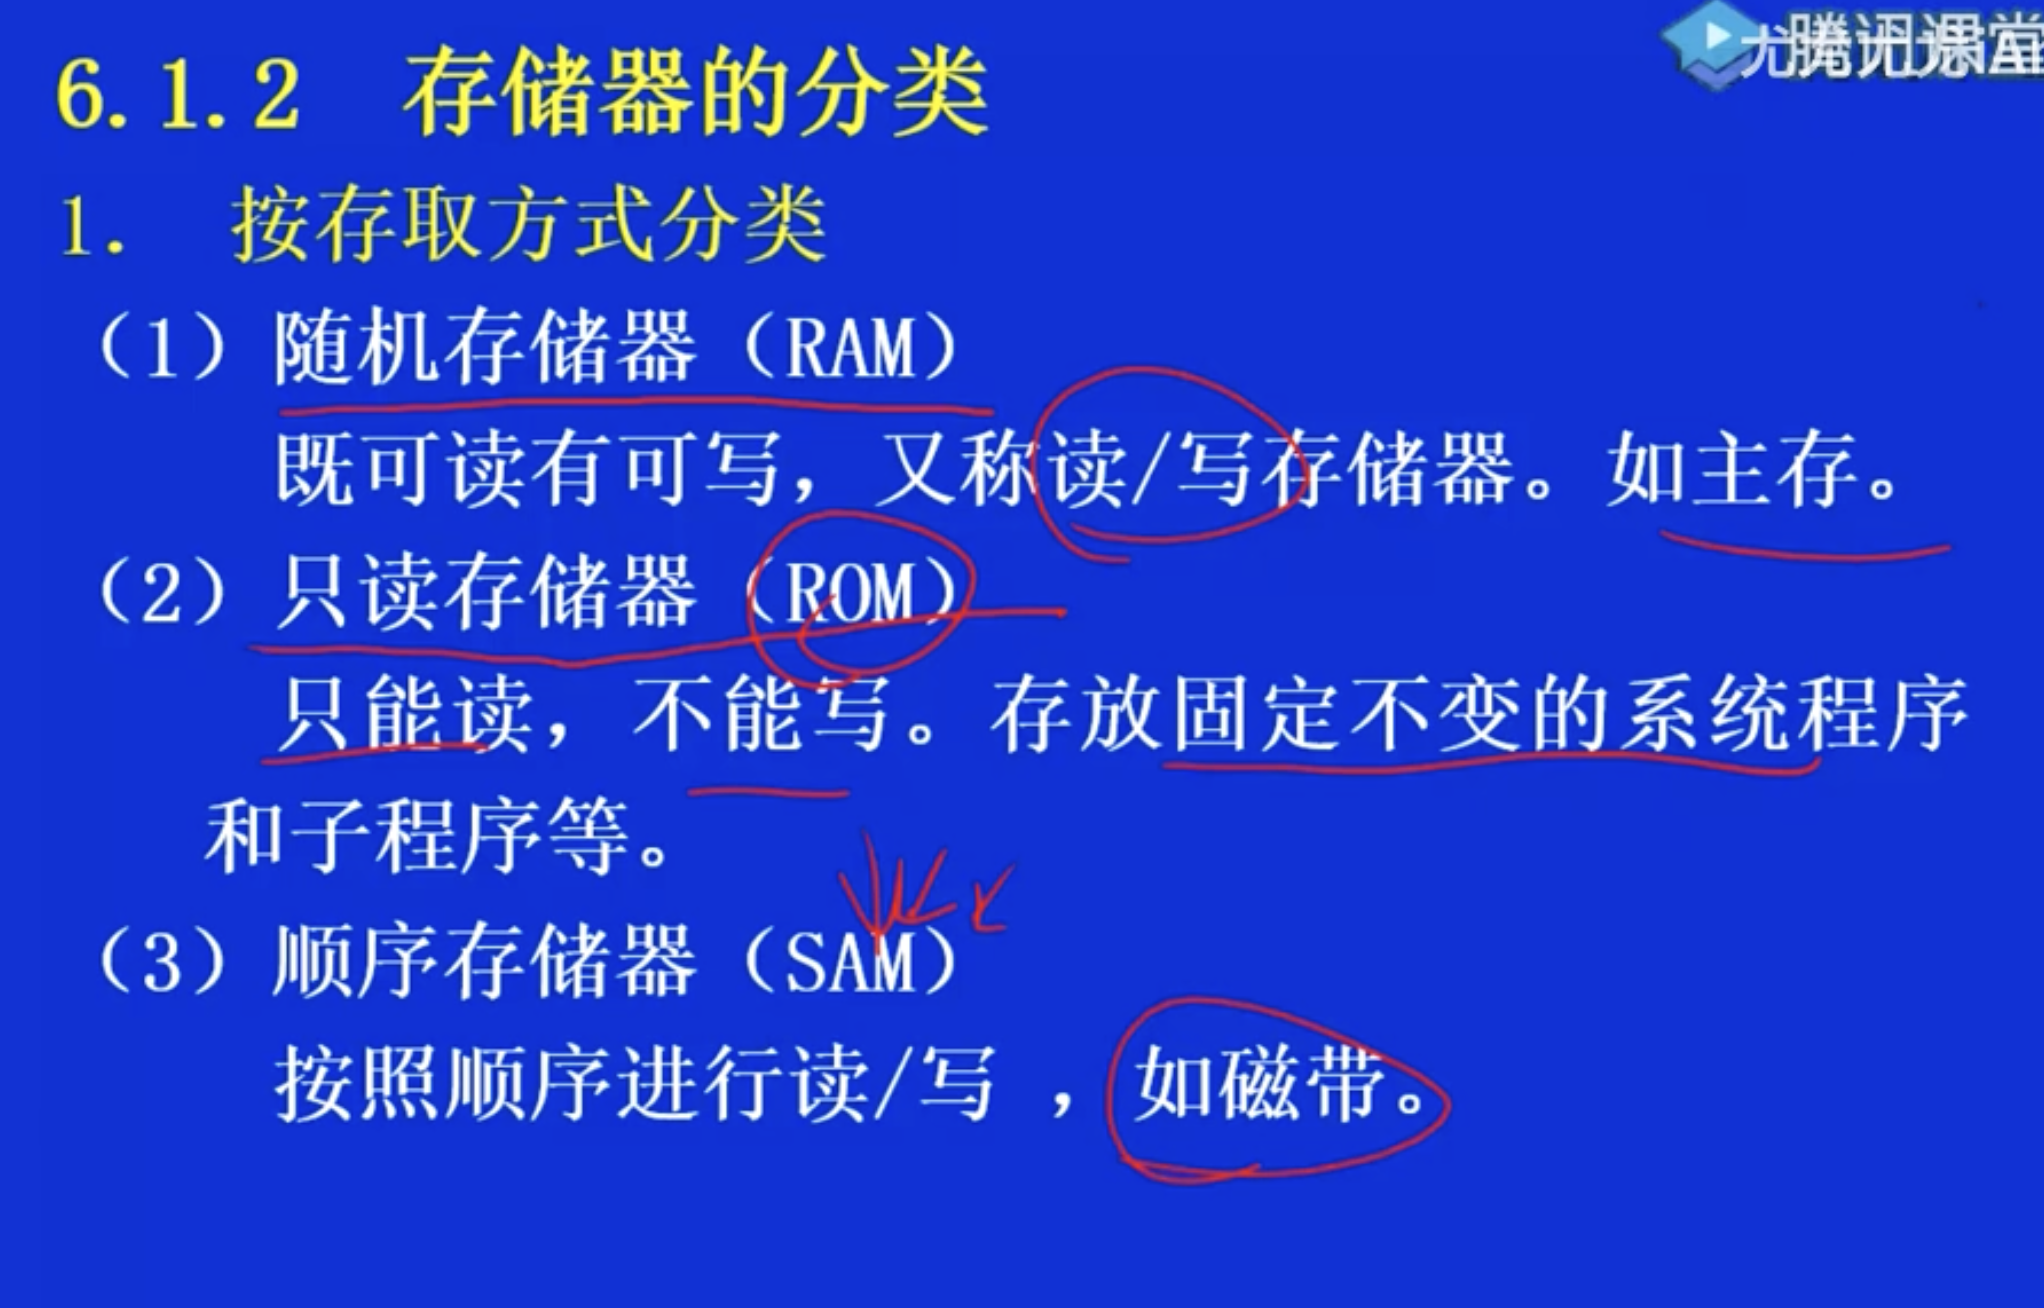 腾讯课堂
6.1.2 存储器的分类
1. 按存取方式分类
（1）随机存储器（RAM）
既可读有可写，又称读/写存储器。如主存。
（2）只读存储器（ROM）
只能读，不能写。存放固定不变的系统程序
和子程序等。
（3）顺序存储器（SAM）
按照顺序进行读/写 ，如磁带。